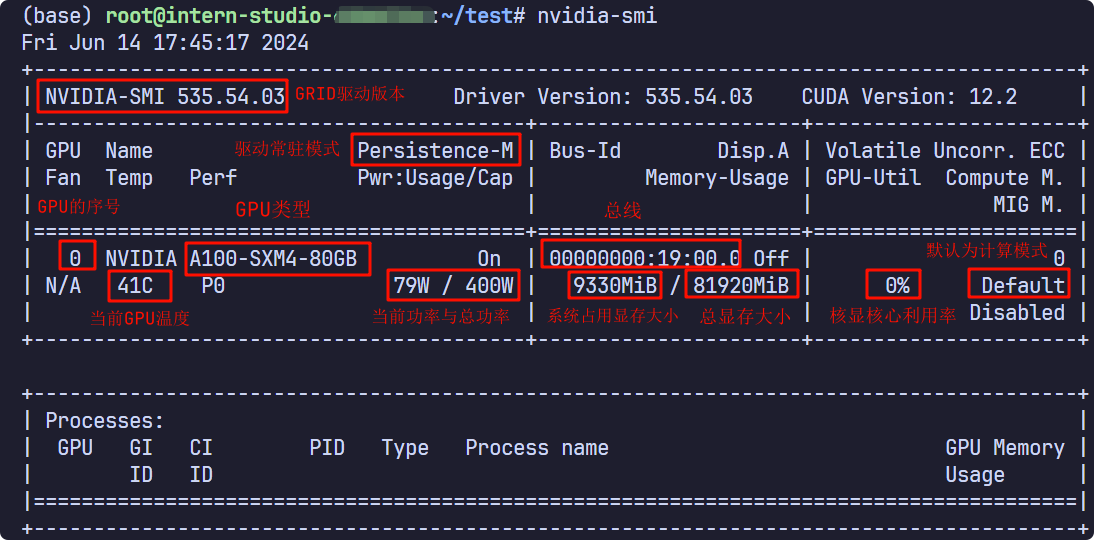 (base) root@intern-studio-:~/test# nvidia-smi
Fri Jun 14 17:45:17 2024
NVIDIA-SMI 535.54.03 GRID驱动版本 Driver Version: 535.54.03 CUDA Version: 12.2
GPU Name 驱动常驻模式 Persistence-M | Bus-Id Disp.A | Volatile Uncorr. ECC
Fan Temp Perf Pwr:Usage/Cap | Memory-Usage | GPU-Util Compute M.
GPU的序号 GPU类型 | 总线 | MIG M.
0 NVIDIA A100-SXM4-80GB On | 00000000:19:00.0 Off | 默认为计算模式 0
N/A 41C P0 79W / 400W | 9330MiB / 81920MiB | 0% Default
当前GPU温度 当前功率与总功率 | 系统占用显存大小 总显存大小 | 核显核心利用率 Disabled
Processes:
GPU GI CI PID Type Process name GPU Memory
ID ID Usage